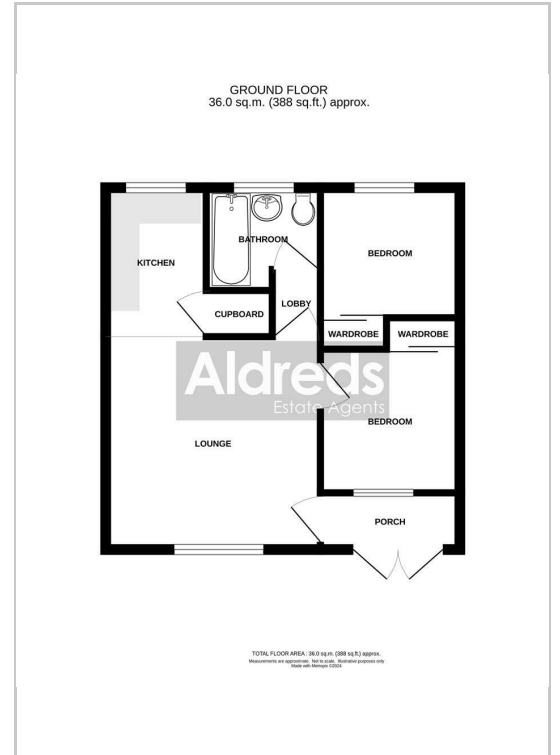 GROUND FLOOR
36.0 sq.m. (388 sq.ft.) approx.
BATHROOM
BEDROOM
KITCHEN
LOBBY
CUPBOARD
WARDROBE
WARDROBE
Aldreds
Estate Agents
BEDROOM
LOUNGE
PORCH
TOTAL FLOOR AREA : 36.0 sq.m. (388 sq.ft.) approx.
Measurements are approximate. Not to scale. Illustrative purposes only
Made with Metropix ©2024